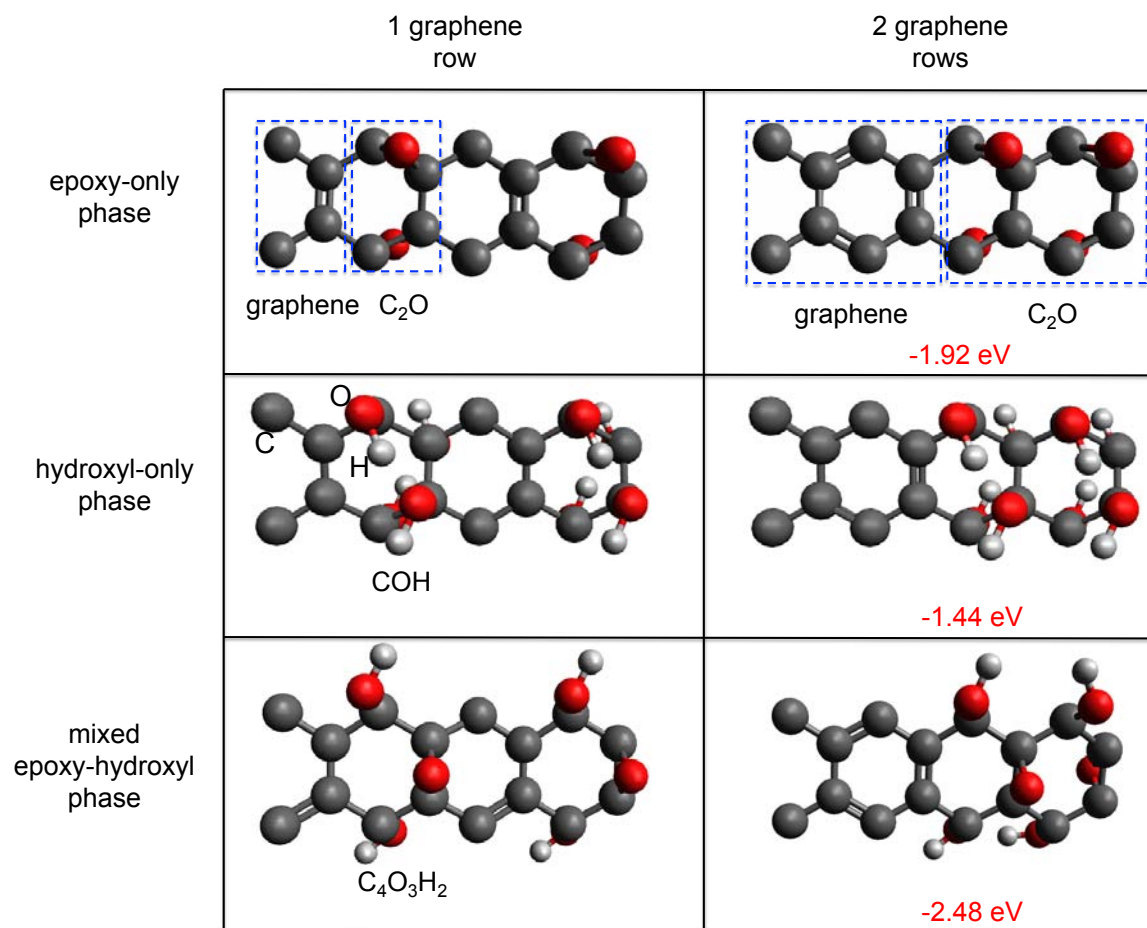 1 graphene
row
2 graphene
rows
epoxy-only
phase
graphene
C₂O
graphene
C₂O
-1.92 eV
hydroxyl-only
phase
O
C
H
COH
-1.44 eV
mixed
epoxy-hydroxyl
phase
C₄O₃H₂
-2.48 eV